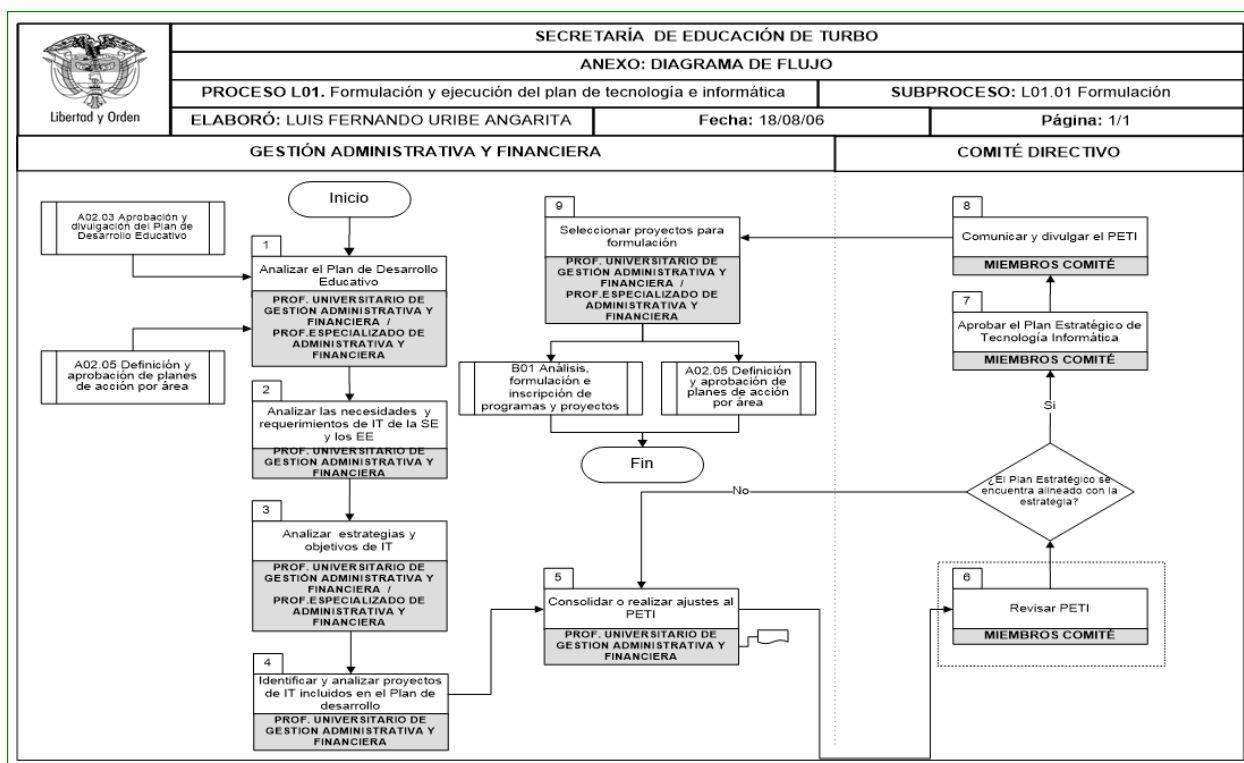 SECRETARÍA DE EDUCACIÓN DE TURBO
ANEXO: DIAGRAMA DE FLUJO
PROCESO L01. Formulación y ejecución del plan de tecnología e informática
SUBPROCESO: L01.01 Formulación
Libertad y Orden
ELABORÓ: LUIS FERNANDO URIBE ANGARITA
Fecha: 18/08/06
Página: 1/1
GESTIÓN ADMINISTRATIVA Y FINANCIERA
COMITÉ DIRECTIVO
Inicio
A02.03 Aprobación y
divulgación del Plan de
Desarrollo Educativo
1
Analizar el Plan de Desarrollo
Educativo
PROF. UNIVERSITARIO DE
GESTIÓN ADMINISTRATIVA Y
FINANCIERA /
PROF.ESPECIALIZADO DE
ADMINISTRATIVA Y
FINANCIERA
A02.05 Definición y
aprobación de planes
de acción por área
2
Analizar las necesidades y
requerimientos de IT de la SE
y los EE
PROF. UNIVERSITARIO DE
GESTION ADMINISTRATIVA Y
FINANCIERA
3
Analizar estrategias y
objetivos de IT
PROF. UNIVERSITARIO DE
GESTIÓN ADMINISTRATIVA Y
FINANCIERA /
PROF.ESPECIALIZADO DE
ADMINISTRATIVA Y
FINANCIERA
4
Identificar y analizar proyectos
de IT incluidos en el Plan de
desarrollo
PROF. UNIVERSITARIO DE
GESTION ADMINISTRATIVA Y
FINANCIERA
9
Seleccionar proyectos para
formulación
PROF. UNIVERSITARIO DE
GESTIÓN ADMINISTRATIVA Y
FINANCIERA /
PROF.ESPECIALIZADO DE
ADMINISTRATIVA Y
FINANCIERA
B01 Análisis,
formulación e
inscripción de
programas y proyectos
A02.05 Definición
y aprobación de
planes de acción
por área
Fin
No
5
Consolidar o realizar ajustes al
PETI
PROF. UNIVERSITARIO DE
GESTION ADMINISTRATIVA Y
FINANCIERA
8
Comunicar y divulgar el PETI
MIEMBROS COMITÉ
7
Aprobar el Plan Estratégico de
Tecnología Informática
MIEMBROS COMITÉ
Si
¿El Plan Estratégico se
encuentra alineado con la
estrategia?
6
Revisar PETI
MIEMBROS COMITÉ